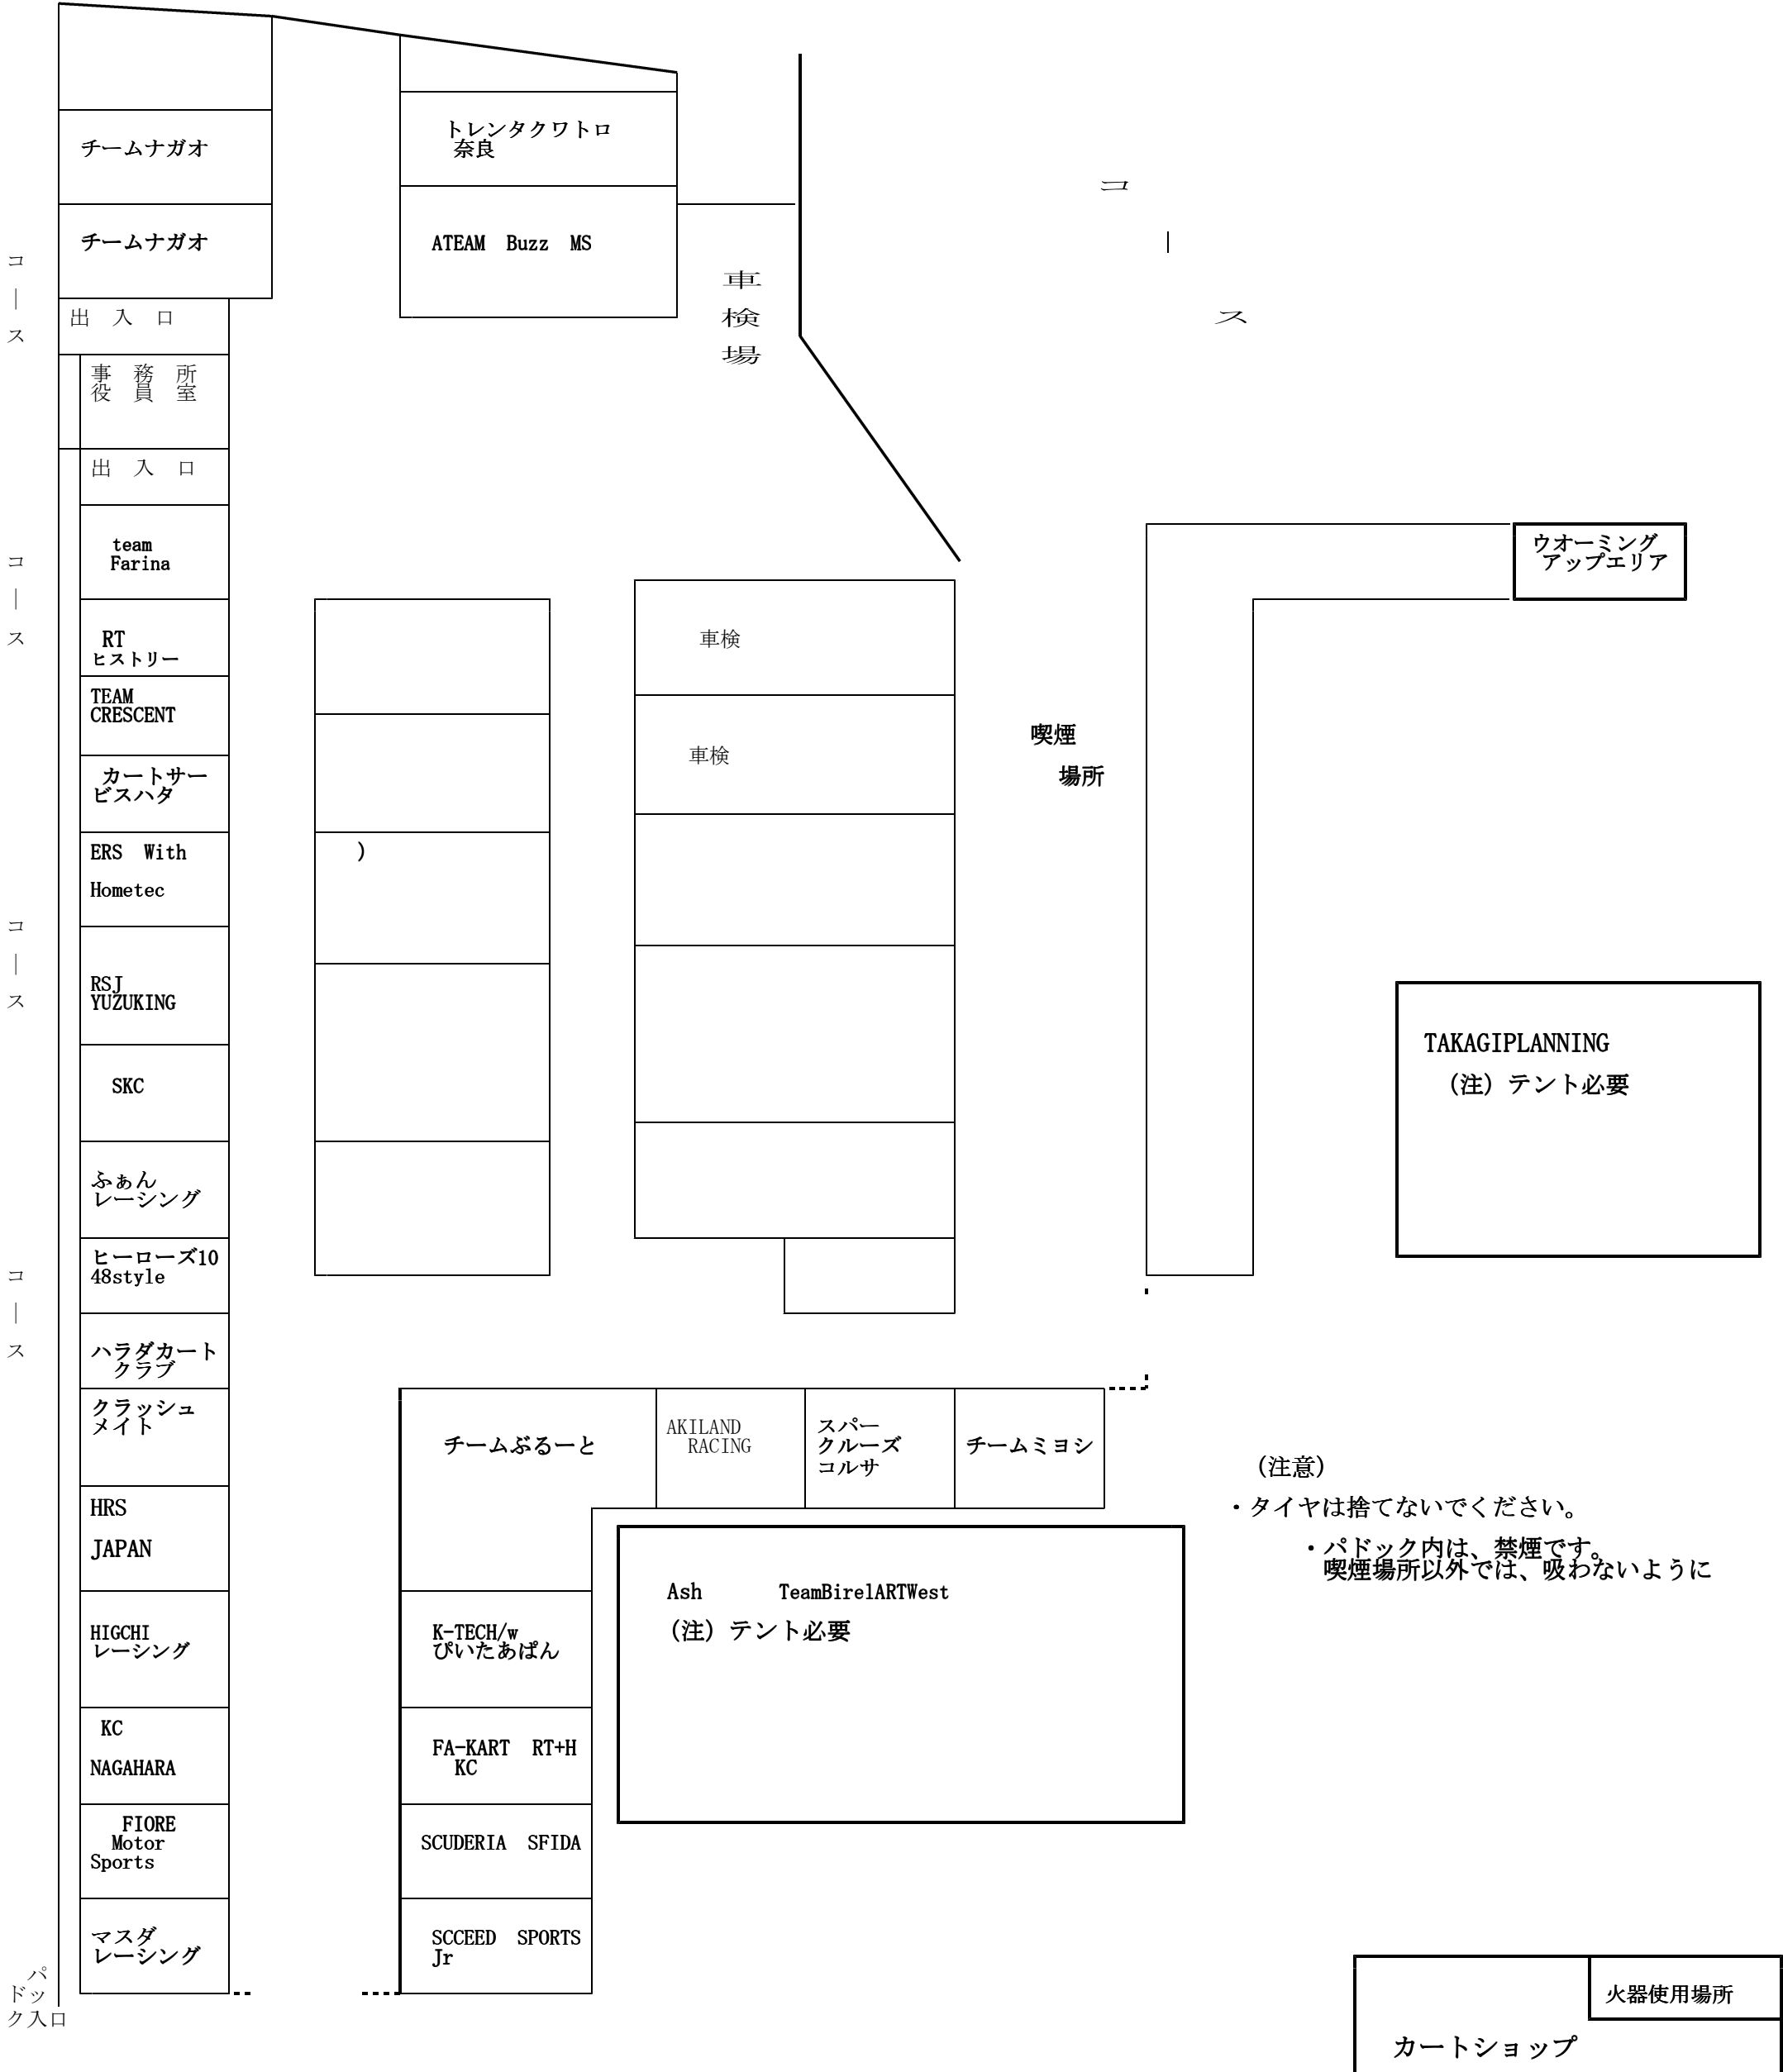 トレンタクワトロ
奈良
チームナガオ
チームナガオ
ATEAM Buzz MS
コ
ー
ス
コ
ー
ス
車
検
場
出 入 口
事 務 所
役 員 室
出 入 口
team
Farina
コ
ー
ス
RT
ヒストリー
TEAM
CRESCENT
カートサー
ビスハタ
ERS With
Hometec
)
コ
ー
ス
RSJ
YUZUKING
SKC
ふぁん
レーシング
ヒーローズ10
48style
コ
ー
ス
ハラダカート
クラブ
クラッシュ
メイト
HRS
JAPAN
HIGCHI
レーシング
KC
NAGAHARA
FIORE
Motor
Sports
マスダ
レーシング
パ
ドッ
ク入口
車検
車検
喫煙
場所
ウオーミング
アップエリア
TAKAGIPLANNING
(注) テント必要
チームぶるーと
AKILAND
RACING
スパー
クルーズ
コルサ
チームミヨシ
K-TECH/w
ぴいたあぱん
FA-KART RT+H
KC
SCUDERIA SFIDA
SCCEED SPORTS
Jr
Ash TeamBirelARTWest
(注) テント必要
(注意)
・タイヤは捨てないでください。
・パドック内は、禁煙です。
喫煙場所以外では、吸わないように
火器使用場所
カートショップ